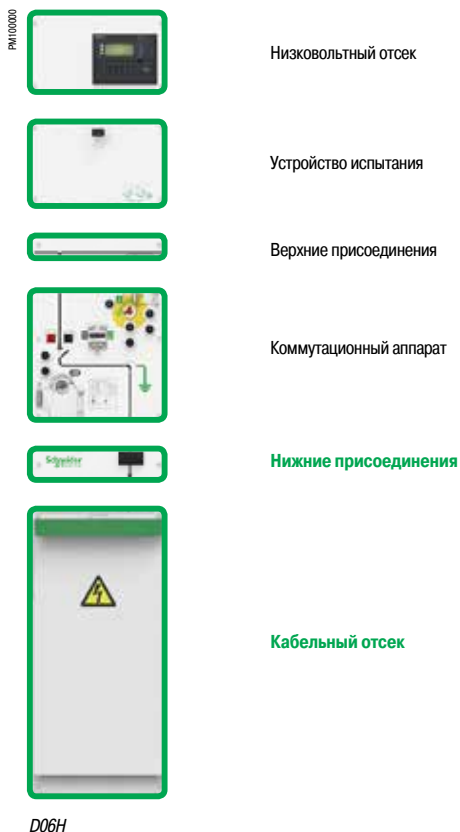 PM100000
Низковольтный отсек
Устройство испытания
Верхние присоединения
Коммутационный аппарат
Schneider
Нижние присоединения
Кабельный отсек
D06H